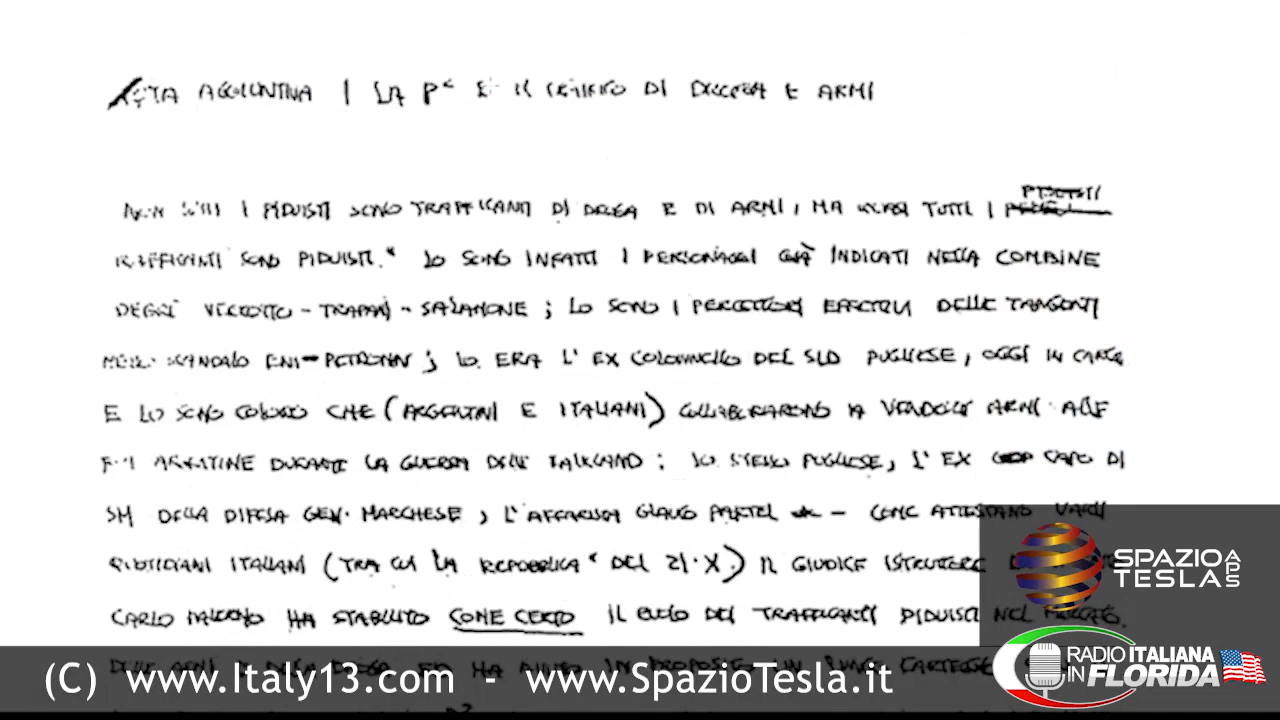 NOTA AGGIUNTIVA | LA P2 E IL TRAFFICO DI DROGA E ARMI
PIDUISTI
NON TUTTI I PIDUISTI SONO TRAFFICANTI DI DROGA E DI ARMI, MA QUASI TUTTI I
TRAFFICANTI SONO PIDUISTI." LO SONO INFATTI I PERSONAGGI GIÀ INDICATI NELLA COMBINE
DEGLI - TRAPANI - SALAMONE; LO SONO I PERCETTORI EFFETTIVI DELLE TANGENTI
NELLO SCANDALO ENI-PETROMIN; LO ERA L'EX COLONNELLO DEL SID PUGLIESE, OGGI IN CARCE
E LO SONO COLORO CHE (ARGENTINI E ITALIANI) COLLABORARONO A VENDERE ARMI ALLE
ARGENTINE DURANTE LA GUERRA DELLE FALKLAND: LO STESSO PUGLIESE, L'EX CAPO DI
SM DELLA DIFESA GEN. MARCHESE, L'AFFARISTA GLAUCO PARTEL - COME ATTESTANO VARI
QUOTIDIANI ITALIANI (TRA CUI LA REPUBBLICA" DEL 21.X) IL GIUDICE ISTRUTTORE
CARLO PALERMO HA STABILITO COME CERTO IL RUOLO DEI TRAFFICANTI PIDUISTI NEL MERCATO
SPAZIO
TESLA APS
RADIO ITALIANA
IN FLORIDA
(C) www.Italy13.com - www.SpazioTesla.it